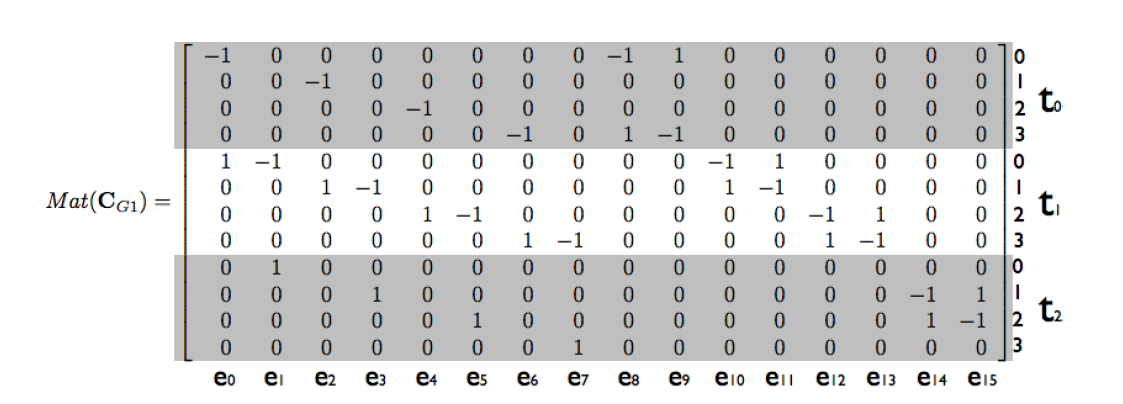 −1 0 0 0 0 0 0 0 −1 1 0 0 0 0 0 0 0
0 0 −1 0 0 0 0 0 0 0 0 0 0 0 0 0 1
0 0 0 0 −1 0 0 0 0 0 0 0 0 0 0 0 2 t0
0 0 0 0 0 0 −1 0 1 −1 0 0 0 0 0 0 3
1 −1 0 0 0 0 0 0 0 0 −1 1 0 0 0 0 0
0 0 1 −1 0 0 0 0 0 0 1 −1 0 0 0 0 1
Mat(C_{G1}) = 0 0 0 0 1 −1 0 0 0 0 0 0 −1 1 0 0 2 t1
0 0 0 0 0 0 1 −1 0 0 0 0 1 −1 0 0 3
0 1 0 0 0 0 0 0 0 0 0 0 0 0 0 0 0
0 0 0 1 0 0 0 0 0 0 0 0 0 0 −1 1 1
0 0 0 0 0 1 0 0 0 0 0 0 0 0 1 −1 2 t2
0 0 0 0 0 0 0 1 0 0 0 0 0 0 0 0 3
e0 e1 e2 e3 e4 e5 e6 e7 e8 e9 e10 e11 e12 e13 e14 e15